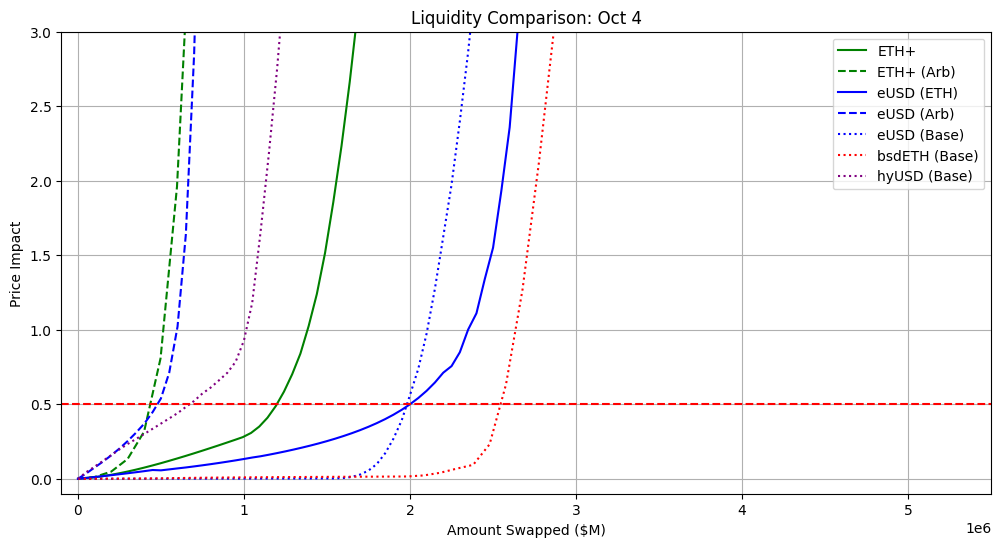 Liquidity Comparison: Oct 4
3.0
2.5
2.0
1.5
1.0
0.5
0.0
Price Impact
ETH+
ETH+ (Arb)
eUSD (ETH)
eUSD (Arb)
eUSD (Base)
bsdETH (Base)
hyUSD (Base)
0 1 2 3 4 5
1e6
Amount Swapped ($M)